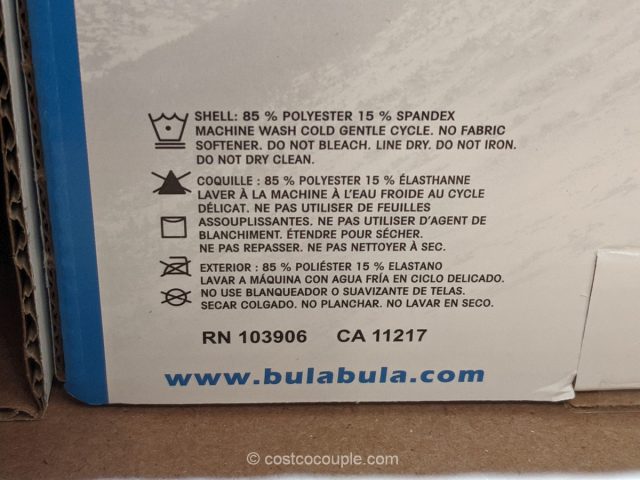 SHELL: 85 % POLYESTER 15 % SPANDEX
MACHINE WASH COLD GENTLE CYCLE. NO FABRIC
SOFTENER. DO NOT BLEACH. LINE DRY. DO NOT IRON.
DO NOT DRY CLEAN.
COQUILLE : 85 % POLYESTER 15 % ÉLASTHANNE
LAVER À LA MACHINE À L'EAU FROIDE AU CYCLE
DÉLICAT. NE PAS UTILISER DE FEUILLES
ASSOUPLISSANTES. NE PAS UTILISER D'AGENT DE
BLANCHIMENT. ÉTENDRE POUR SÉCHER.
NE PAS REPASSER. NE PAS NETTOYER À SEC.
EXTERIOR : 85 % POLIÉSTER 15 % ELASTANO
LAVAR A MÁQUINA CON AGUA FRÍA EN CICLO DELICADO.
NO USE BLANQUEADOR O SUAVIZANTE DE TELAS.
SECAR COLGADO. NO PLANCHAR. NO LAVAR EN SECO.
RN 103906 CA 11217
www.bulabula.com
costcocouple.com